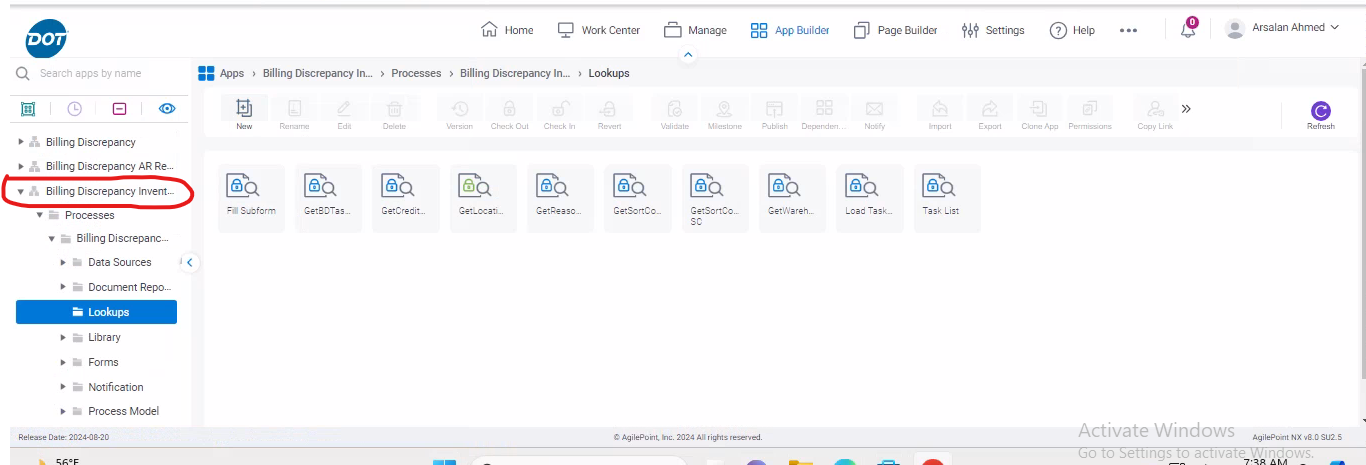 DOT
Home
Work Center
Manage
App Builder
Page Builder
Settings
Help
0
Arsalan Ahmed
Search apps by name
Apps › Billing Discrepancy In... › Processes › Billing Discrepancy In... › Lookups
New
Rename
Edit
Delete
Version
Check Out
Check In
Revert
Validate
Milestone
Publish
Dependen...
Notify
Import
Export
Clone App
Permissions
Copy Link
Refresh
Billing Discrepancy
Billing Discrepancy AR Re...
Billing Discrepancy Invent...
Processes
Billing Discrepanc...
Data Sources
Document Repo...
Lookups
Library
Forms
Notification
Process Model
Fill Subform
GetBDTas...
GetCredit...
GetLocati...
GetReaso...
GetSortCo...
GetSortCo...
SC
GetWareh...
Load Task...
Task List
Release Date: 2024-08-20
© AgilePoint, Inc. 2024 All rights reserved.
AgilePoint NX v8.0 SU2.5
Activate Windows
Go to Settings to activate Windows.
56°F
7:38 AM